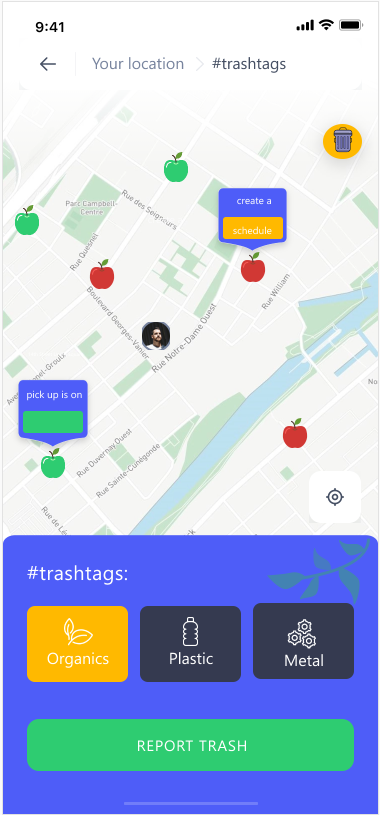 9:41
Your location
#trashtags
create a
schedule
Parc Campbell-
Centre
Rue des Seigneurs
Rue Quesnel
Boulevard Georges-Vanier
Rue Notre-Dame Ouest
Rue William
No
pick up is on
Rue Duvernay Ouest
Rue Sainte-Cunégonde
#trashtags:
Organics
Plastic
Metal
REPORT TRASH